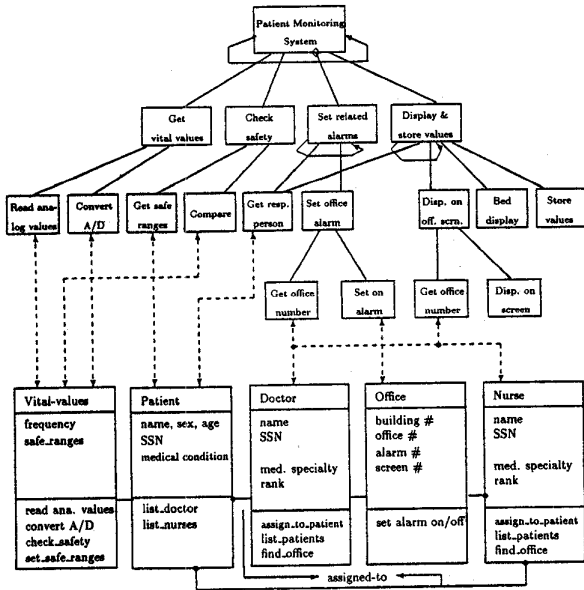 Patient Monitoring
System
Get
vital values
Check
safety
Set related
alarms
Display &
store values
Read ana-
log values
Convert
A/D
Get safe
ranges
Compare
Get resp.
person
Set office
alarm
Disp. on
off. scrn.
Bed
display
Store
values
Get office
number
Set on
alarm
Get office
number
Disp. on
screen
Vital-values
frequency
safe_ranges
read ana. values
convert A/D
check_safety
set_safe_ranges
Patient
name, sex, age
SSN
medical condition
list_doctor
list_nurses
Doctor
name
SSN
med. specialty
rank
assign_to_patient
list_patients
find_office
Office
building #
office #
alarm #
screen #
set alarm on/off
Nurse
name
SSN
med. specialty
rank
assign_to_patient
list_patients
find_office
assigned-to